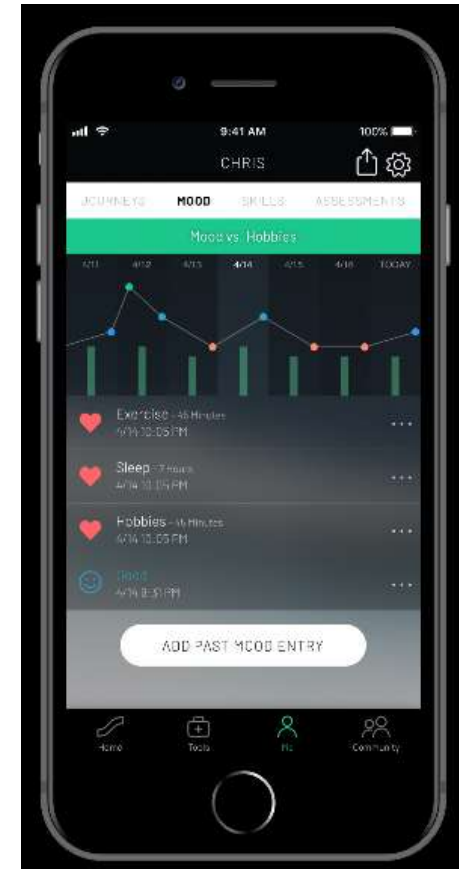 9:41 AM
100%
CHRIS
JOURNEYS MOOD SKILLS ASSESSMENTS
Mood vs. Hobbies
4/11 4/12 4/13 4/14 4/15 4/16 TODAY
Exercise - 45 Minutes
4/14 10:05 PM
Sleep - 7 Hours
4/14 10:05 PM
Hobbies - 45 Minutes
4/14 10:05 PM
Good
4/14 9:31 PM
ADD PAST MOOD ENTRY
Home Tools Me Community